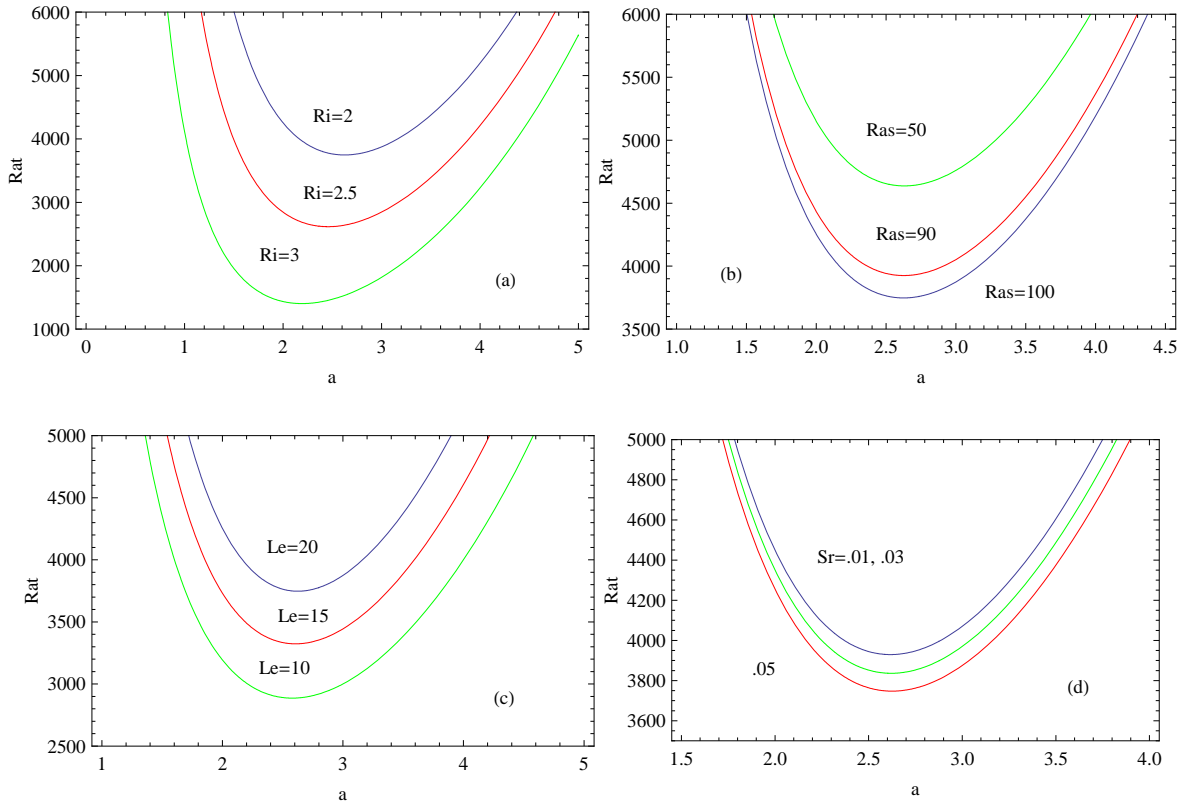 6000
5000
4000
3000
2000
1000
Rat
Ri=2
Ri=2.5
Ri=3
(a)
0 1 2 3 4 5
a
6000
5500
5000
4500
4000
3500
Rat
Ras=50
Ras=90
Ras=100
(b)
1.0 1.5 2.0 2.5 3.0 3.5 4.0 4.5
a
5000
4500
4000
3500
3000
2500
Rat
Le=20
Le=15
Le=10
(c)
1 2 3 4 5
a
5000
4800
4600
4400
4200
4000
3800
3600
Rat
Sr=.01, .03
.05
(d)
1.5 2.0 2.5 3.0 3.5 4.0
a